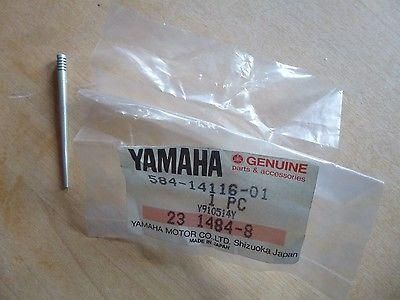 YAMAHA GENUINE
parts & accessories
584-14116-01
1 PC
Y910514Y
23 1484-8
YAMAHA MOTOR CO., LTD. Shizuoka Japan
MADE IN JAPAN